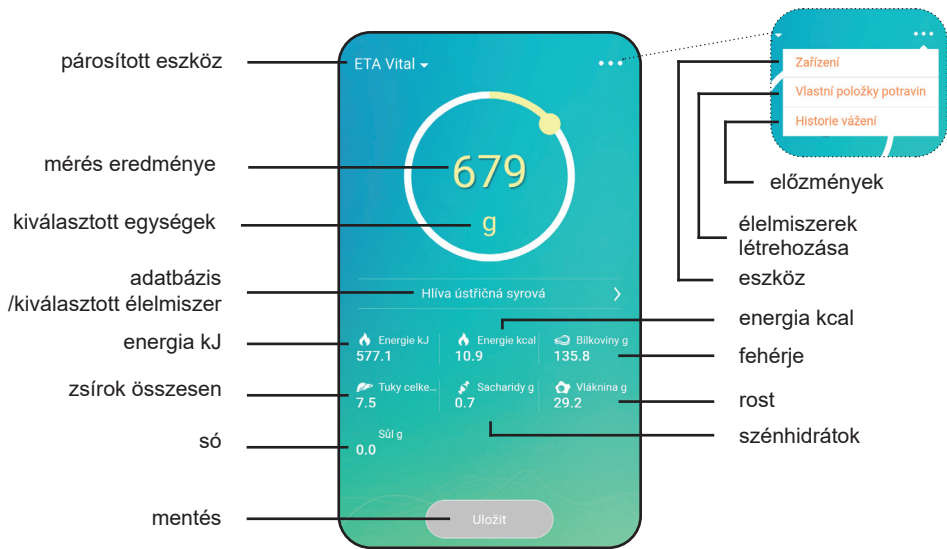 párosított eszköz
mérés eredménye
kiválasztott egységek
adatbázis
/kiválasztott élelmiszer
energia kJ
zsírok összesen
só
mentés
ETA Vital
679
g
Hlíva ústřičná syrová
Energie kJ
577.1
Energie kcal
10.9
Bílkoviny g
135.8
Tuky celke...
7.5
Sacharidy g
0.7
Vláknina g
29.2
Sůl g
0.0
Uložit
Zařízení
Vlastní položky potravin
Historie vážení
előzmények
élelmiszerek
létrehozása
eszköz
energia kcal
fehérje
rost
szénhidrátok